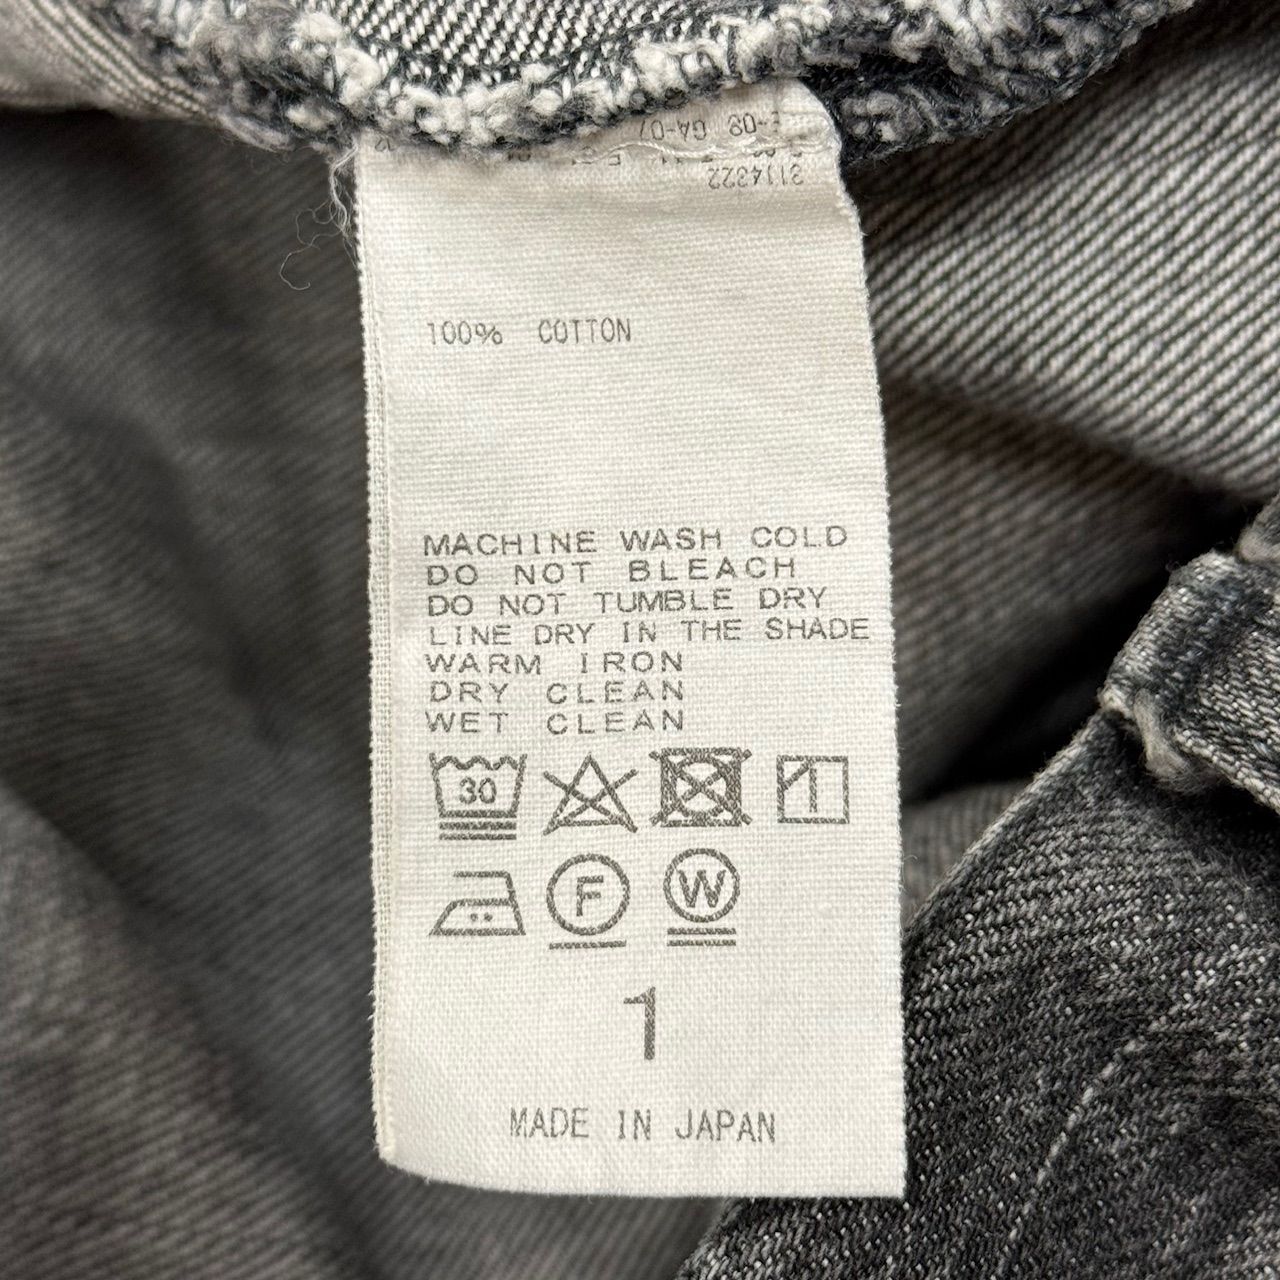 3114322
100% COTTON
MACHINE WASH COLD
DO NOT BLEACH
DO NOT TUMBLE DRY
LINE DRY IN THE SHADE
WARM IRON
DRY CLEAN
WET CLEAN
30
F W
1
MADE IN JAPAN